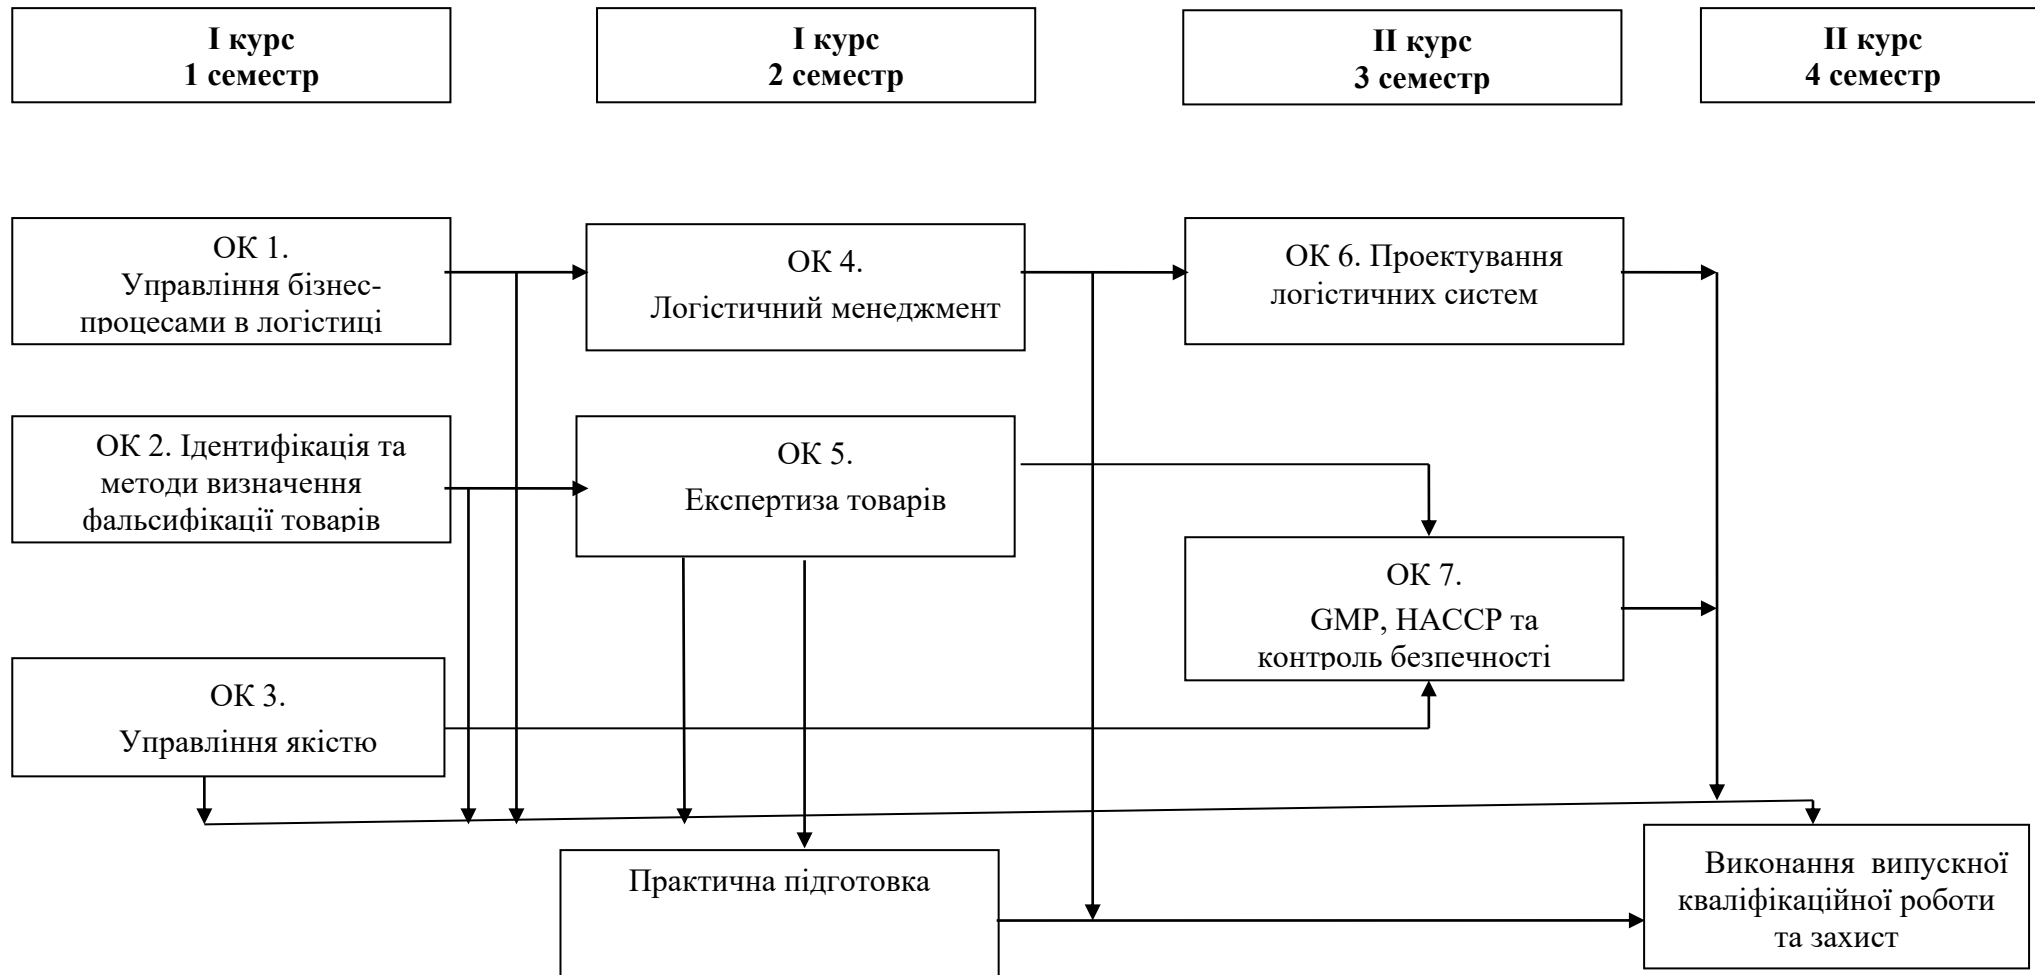 І курс
1 семестр
І курс
2 семестр
ІІ курс
3 семестр
ІІ курс
4 семестр
ОК 1.
Управління бізнес-
процесами в логістиці
ОК 4.
Логістичний менеджмент
ОК 6. Проектування
логістичних систем
ОК 2. Ідентифікація та
методи визначення
фальсифікації товарів
ОК 5.
Експертиза товарів
ОК 7.
GMP, НАССР та
контроль безпечності
ОК 3.
Управління якістю
Практична підготовка
Виконання випускної
кваліфікаційної роботи
та захист